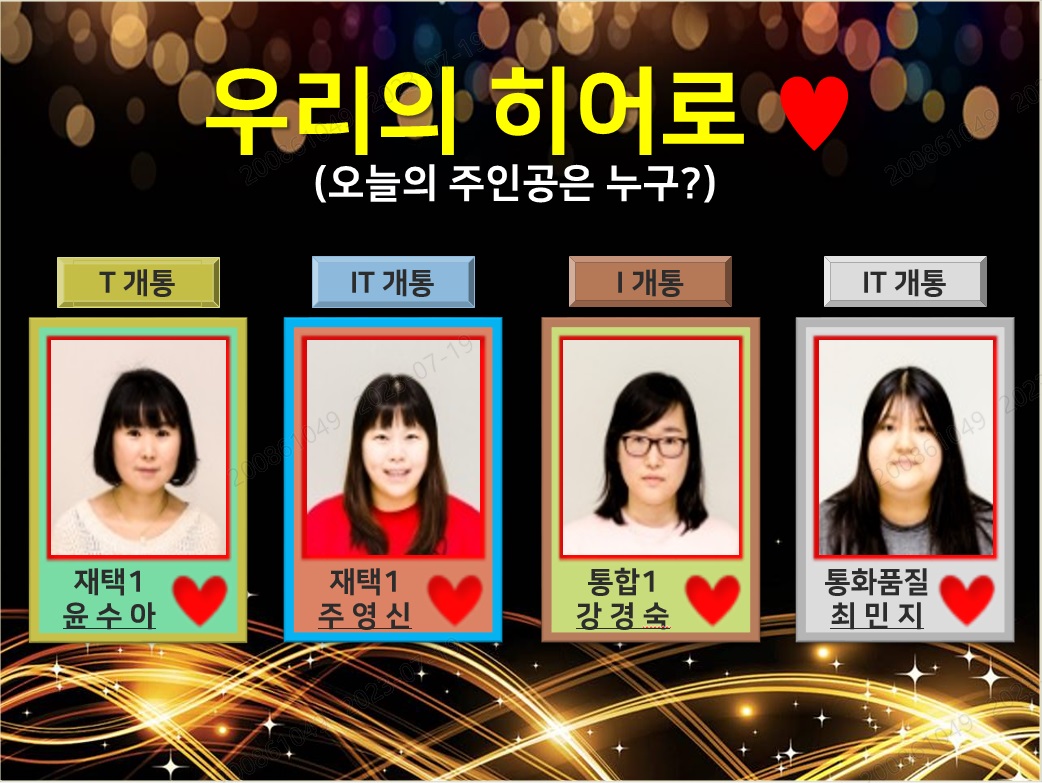 우리의 히어로 ♥
(오늘의 주인공은 누구?)
T 개통
IT 개통
I 개통
IT 개통
재택1
윤 수 아
재택1
주 영 신
통합1
강 경 숙
통화품질
최 민 지
200861049